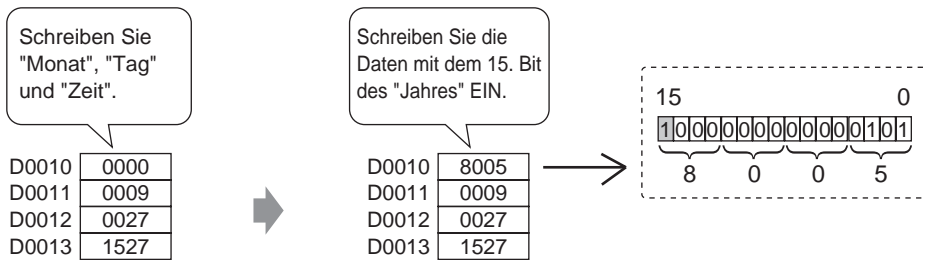 Schreiben Sie
"Monat", "Tag"
und "Zeit".
D0010 0000
D0011 0009
D0012 0027
D0013 1527
Schreiben Sie die
Daten mit dem 15. Bit
des "Jahres" EIN.
D0010 8005
D0011 0009
D0012 0027
D0013 1527
15 0
1000000000000101
8 0 0 5